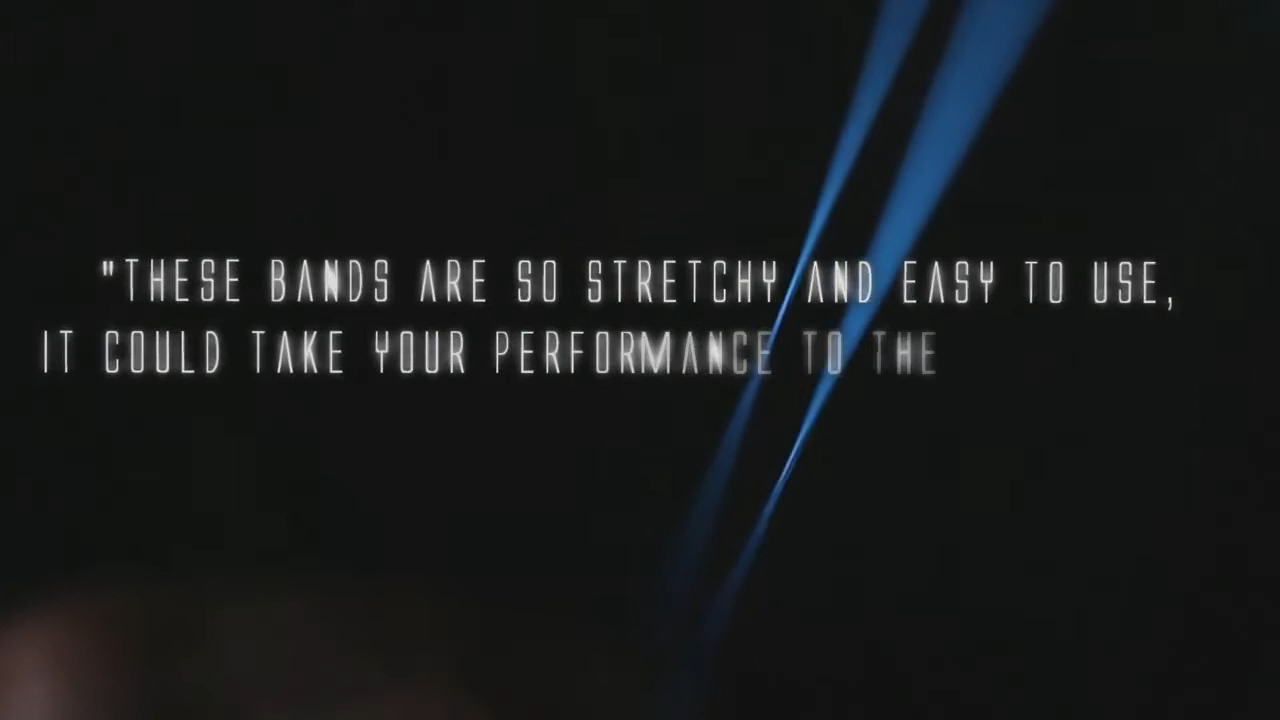 "THESE BANDS ARE SO STRETCHY AND EASY TO USE,
IT COULD TAKE YOUR PERFORMANCE TO THE